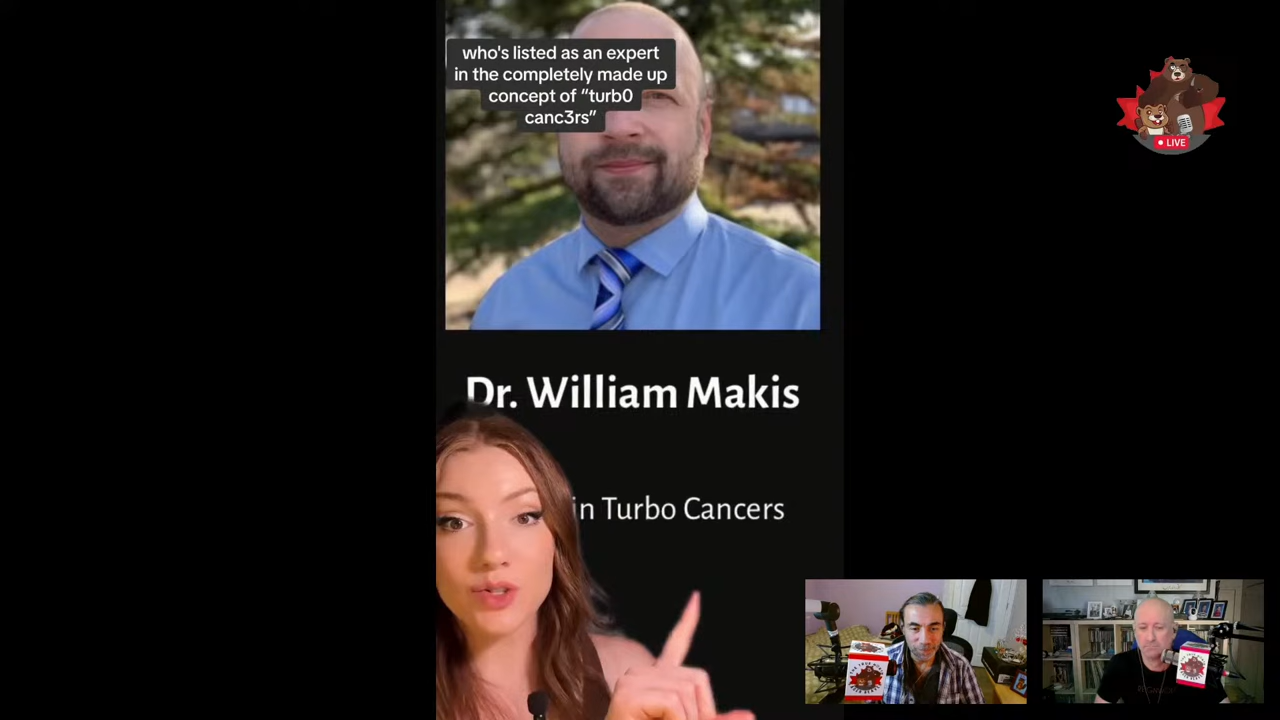 who's listed as an expert
in the completely made up
concept of “turb0
canc3rs”
LIVE
Dr. William Makis
in Turbo Cancers